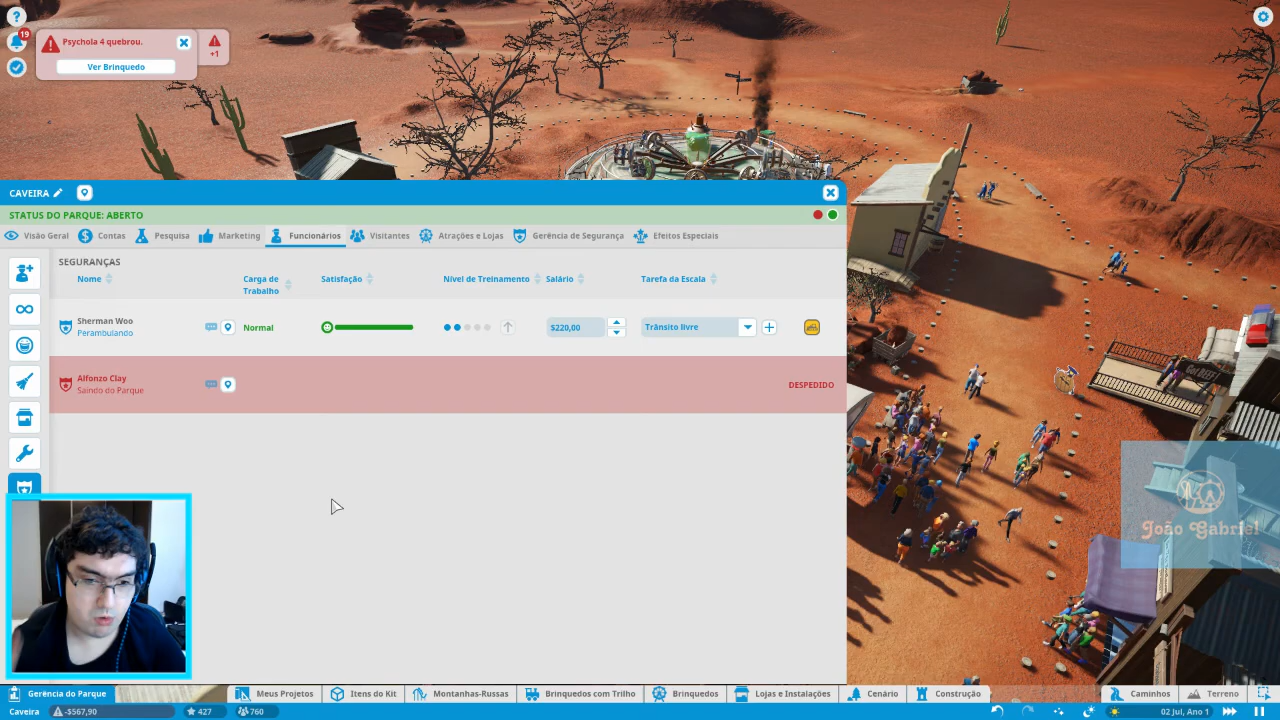 ?
19
Psychola 4 quebrou.
Ver Brinquedo
+1
CAVEIRA
STATUS DO PARQUE: ABERTO
Visão Geral Contas Pesquisa Marketing Funcionários Visitantes Atrações e Lojas Gerência de Segurança Efeitos Especiais
SEGURANÇAS
Nome Carga de Trabalho Satisfação Nível de Treinamento Salário Tarefa da Escala
Sherman Woo
Perambulando
Normal $220,00 Trânsito livre
Alfonzo Clay
Saindo do Parque
DESPEDIDO
João Gabriel
Gerência do Parque Meus Projetos Itens do Kit Montanhas-Russas Brinquedos com Trilho Brinquedos Lojas e Instalações Cenário Construção Caminhos Terreno
Caveira -$567,90 427 760 02 Jul, Ano 1